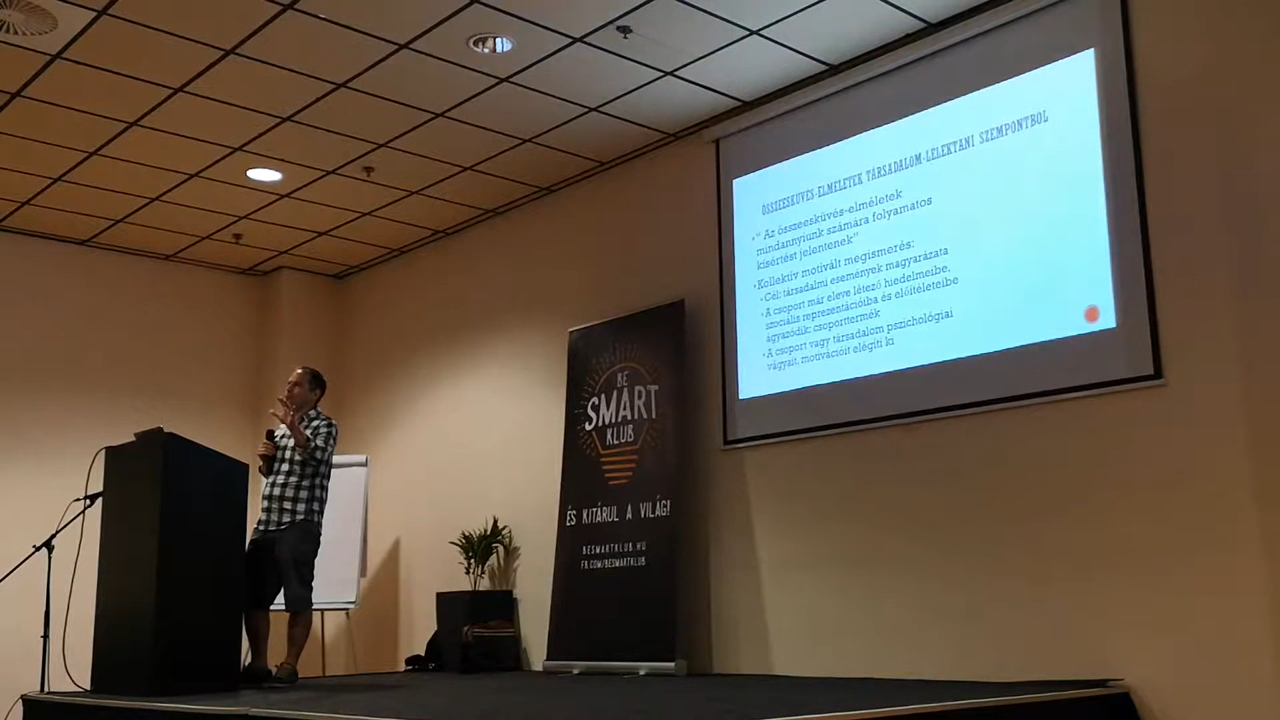 ÖSSZEESKÜVÉS-ELMÉLETEK TÁRSADALOM-LÉLEKTANI SZEMPONTBÓL
" Az összeesküvés-elméletek
mindannyiunk számára folyamatos
kísértést jelentenek"
Kollektív motivált megismerés:
Cél: társadalmi események magyarázata
A csoport már eleve létező hiedelmeibe,
szociális reprezentációiba és előítéleteibe
ágyazódik: csoporttermék
A csoport vagy társadalom pszichológiai
vágyait, motivációit elégíti ki
BE
SMART
KLUB
ÉS KITÁRUL A VILÁG!
BESMARTKLUB.HU
FB.COM/BESMARTKLUB